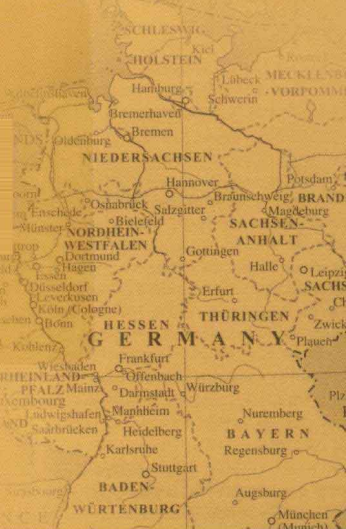 SCHLESWIG-
Kiel
HOLSTEIN
Lübeck
MECKLENB
-VORPOMM
Hamburg
Schwerin
Bremerhaven
Bremen
Oldenburg
NIEDERSACHSEN
Hannover
Potsdam
Osnabrück
Braunschweig
BRAND
Enschede
Salzgitter
Magdeburg
Bielefeld
Münster
NORDHEIN-
WESTFALEN
SACHSEN-
ANHALT
Gottingen
Dortmund
Hagen
Halle
Leipzig
Essen
Düsseldorf
SACHS
Leverkusen
Erfurt
Köln (Cologne)
Bonn
THÜRINGEN
Zwick
HESSEN
GERMANY
Plauen
Koblenz
Frankfurt
Wiesbaden
Offenbach
RHEINLAND-
PFALZ
Mainz
Darmstadt
Würzburg
Ludwigshafen
Mannheim
Nuremberg
Saarbrücken
Heidelberg
BAYERN
Karlsruhe
Regensburg
Stuttgart
BADEN-
WÜRTENBURG
Augsburg
München
(Munich)